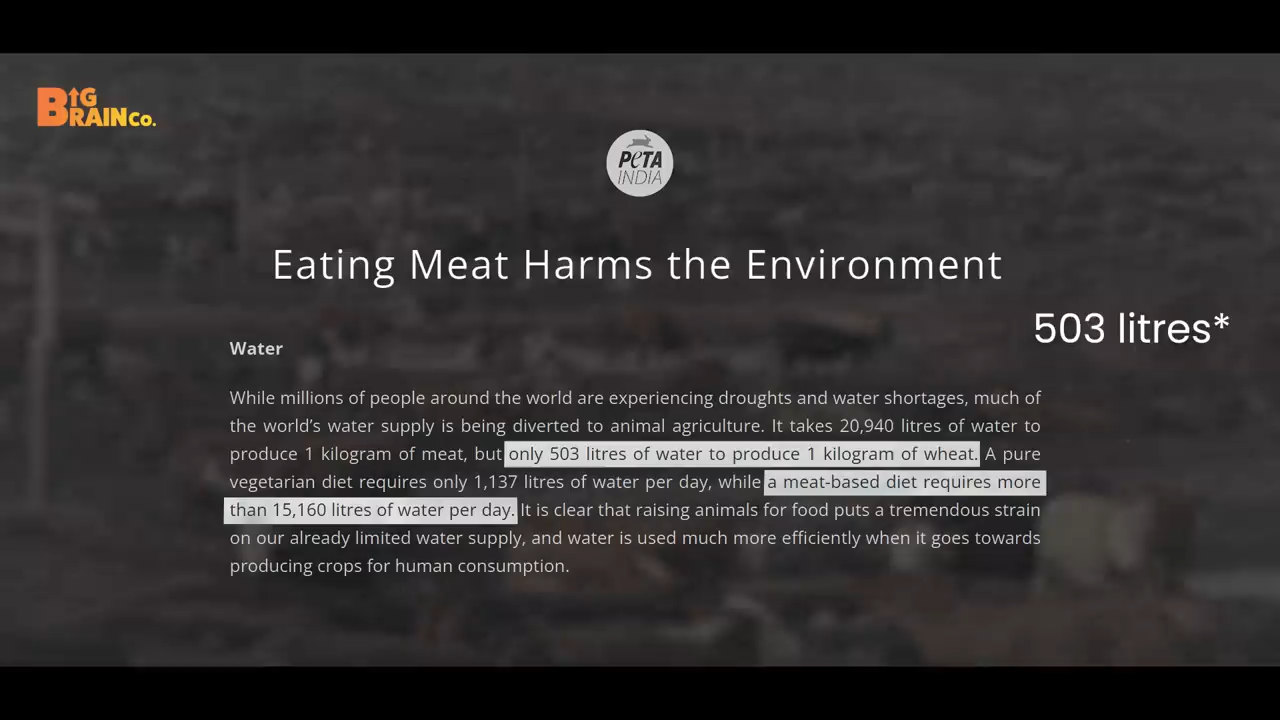 BIG
BRAIN CO.
PeTA
INDIA
Eating Meat Harms the Environment
503 litres*
Water
While millions of people around the world are experiencing droughts and water shortages, much of
the world’s water supply is being diverted to animal agriculture. It takes 20,940 litres of water to
produce 1 kilogram of meat, but only 503 litres of water to produce 1 kilogram of wheat. A pure
vegetarian diet requires only 1,137 litres of water per day, while a meat-based diet requires more
than 15,160 litres of water per day. It is clear that raising animals for food puts a tremendous strain
on our already limited water supply, and water is used much more efficiently when it goes towards
producing crops for human consumption.